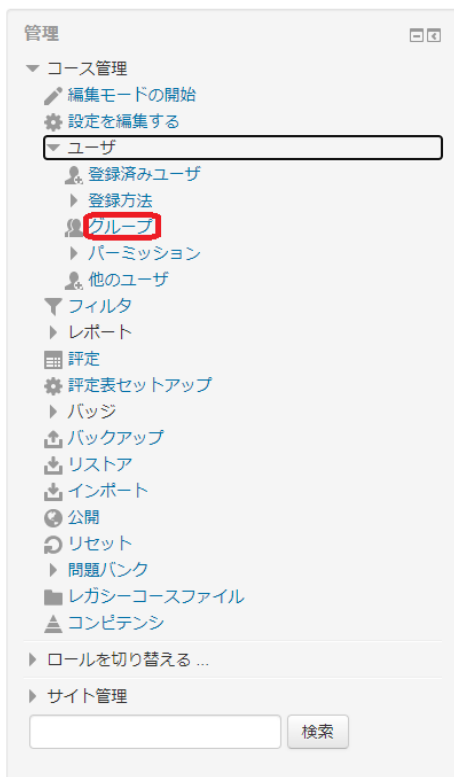 管理
コース管理
編集モードの開始
設定を編集する
ユーザ
登録済みユーザ
登録方法
グループ
パーミッション
他のユーザ
フィルタ
レポート
評定
評定表セットアップ
バッジ
バックアップ
リストア
インポート
公開
リセット
問題バンク
レガシーコースファイル
コンピテンシ
ロールを切り替える ...
サイト管理
検索